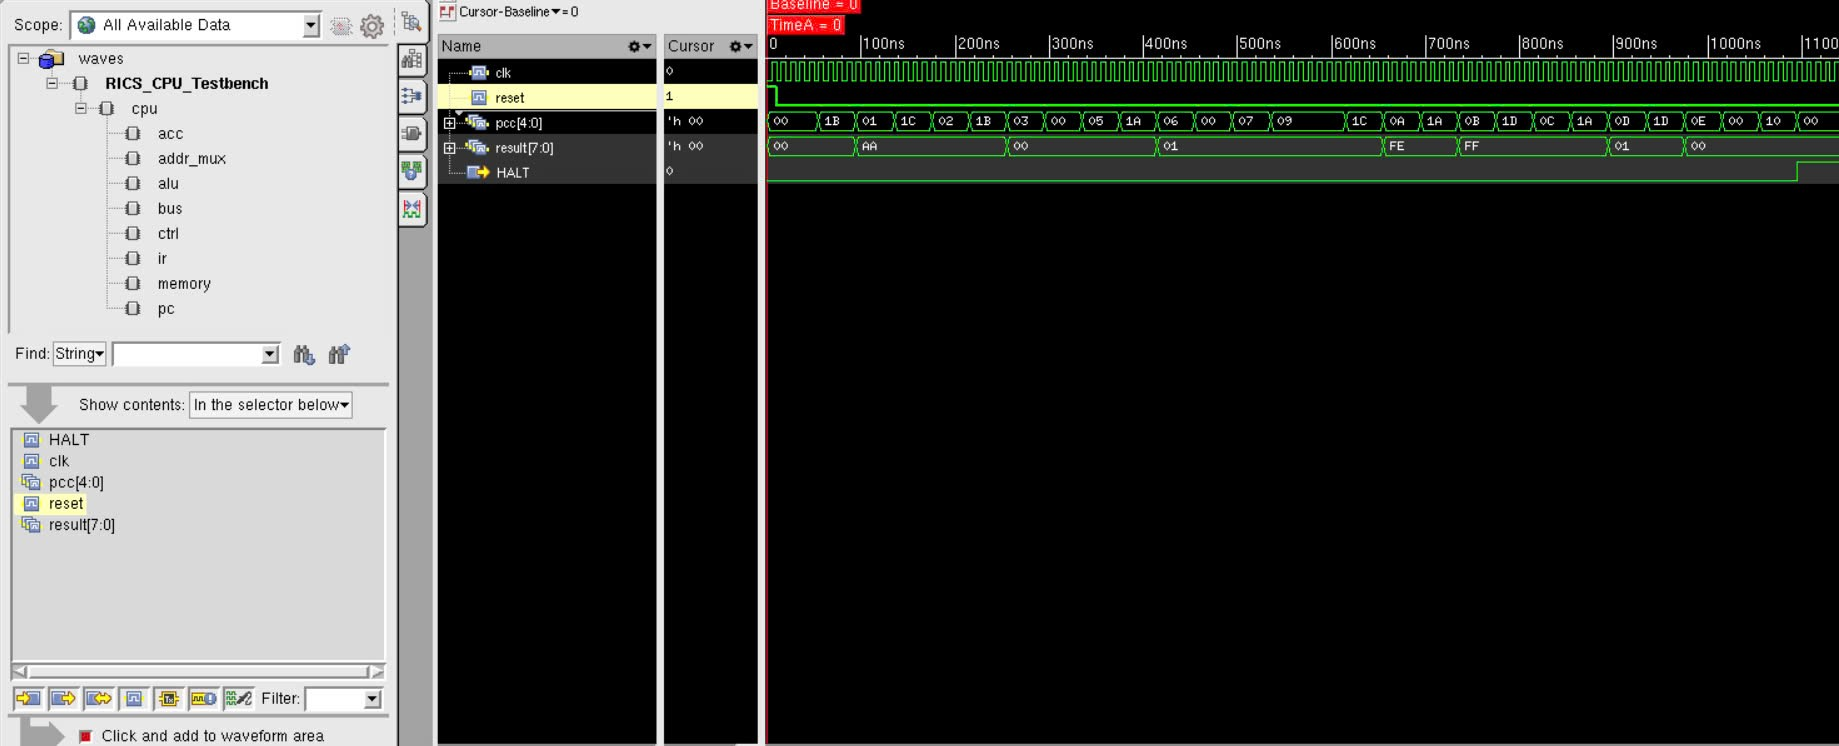 Scope: All Available Data
waves
RICS_CPU_Testbench
cpu
acc
addr_mux
alu
bus
ctrl
ir
memory
pc
Find: String
Show contents: In the selector below
HALT
clk
pcc[4:0]
reset
result[7:0]
Filter:
Click and add to waveform area
Cursor-Baseline = 0
Name Cursor
clk 0
reset 1
pcc[4:0] 'h 00
result[7:0] 'h 00
HALT 0
Baseline = 0
TimeA = 0
0 100ns 200ns 300ns 400ns 500ns 600ns 700ns 800ns 900ns 1000ns 1100
00 1B 01 1C 02 1B 03 00 05 1A 06 00 07 09 1C 0A 1A 0B 1D 0C 1A 0D 1D 0E 00 10 00
00 AA 00 01 FE FF 01 00